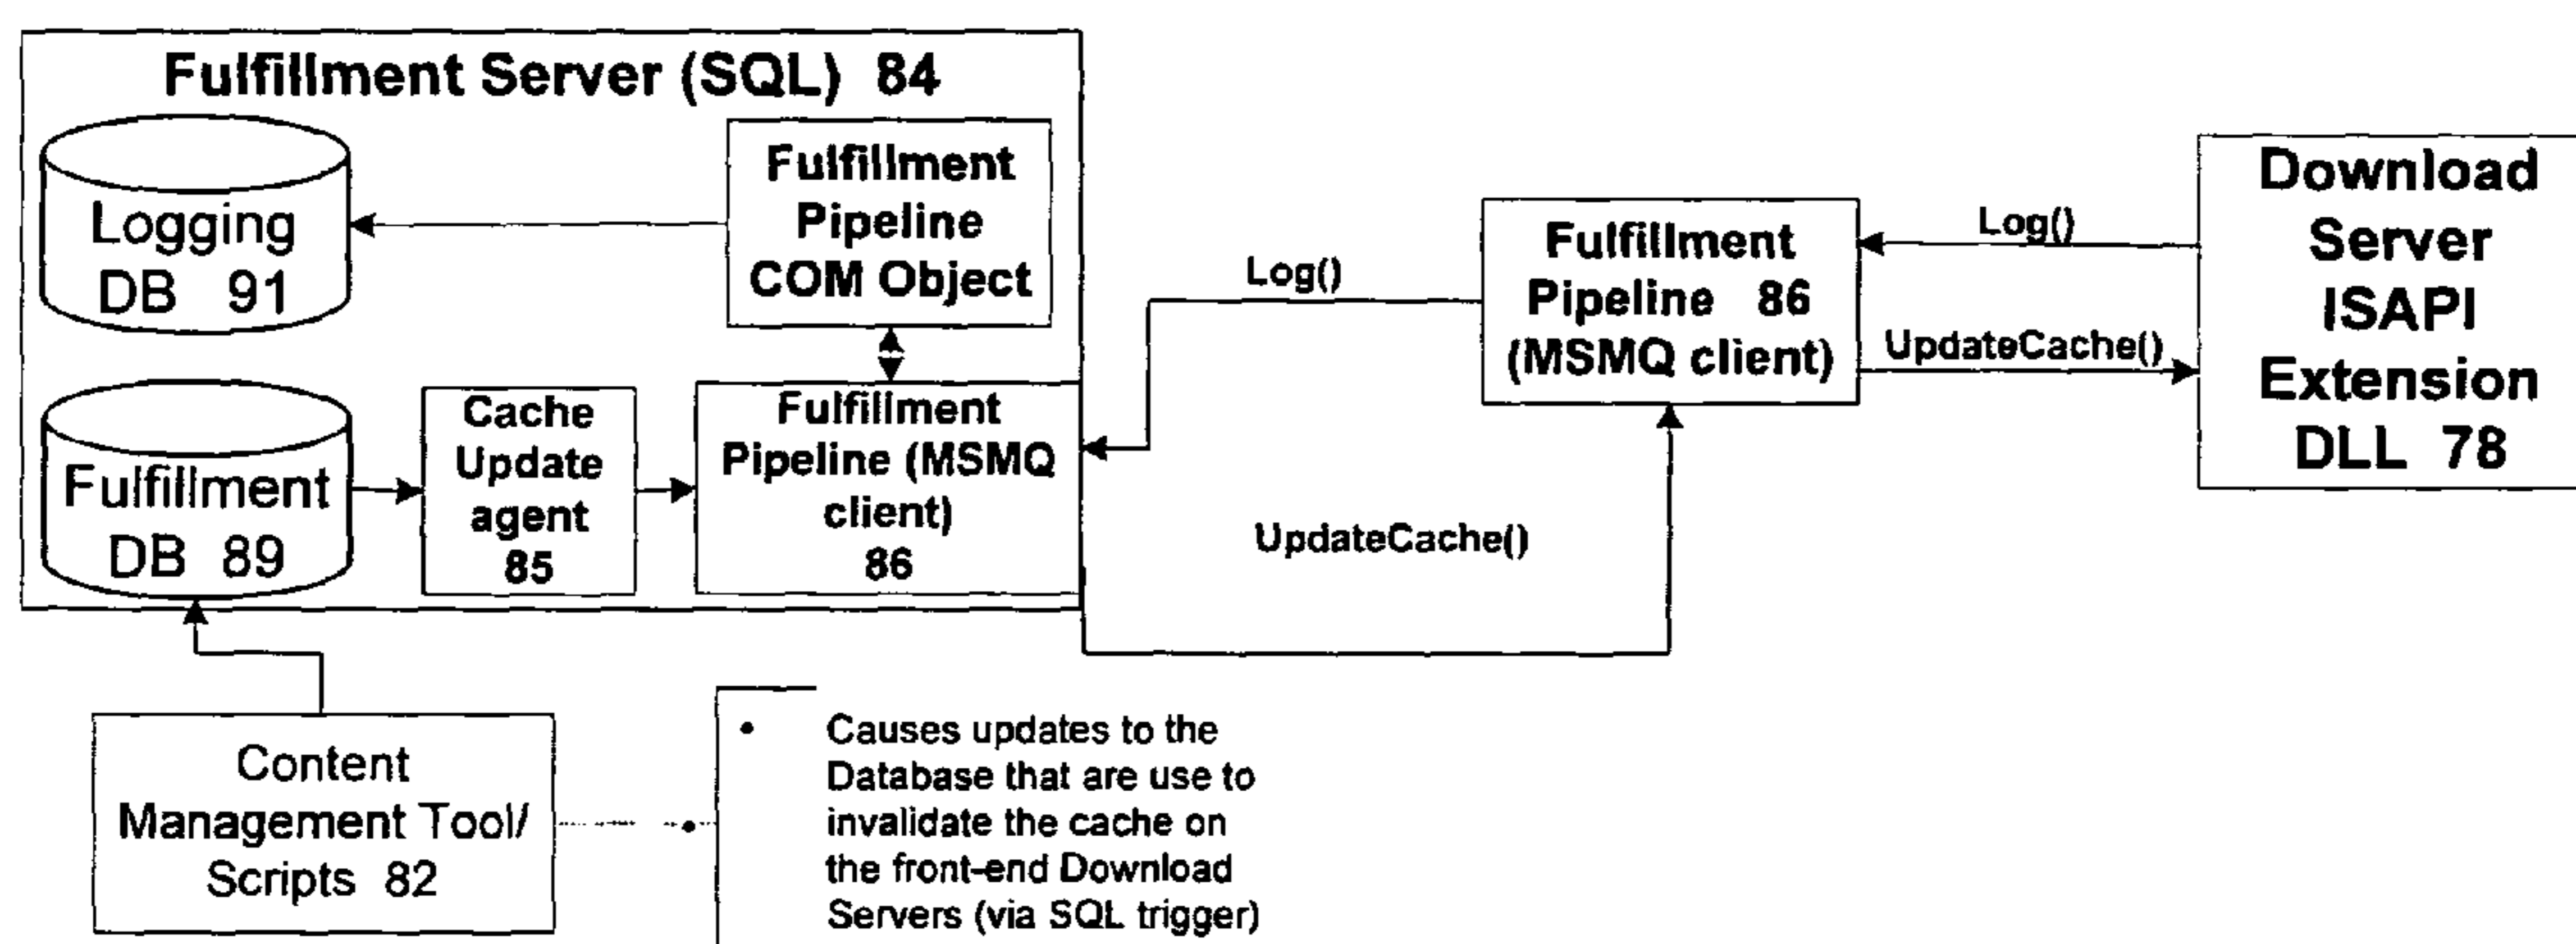 Fulfillment Server (SQL) 84
Logging
DB 91
Fulfillment
Pipeline
COM Object
Fulfillment
DB 89
Cache
Update
agent
85
Fulfillment
Pipeline (MSMQ
client)
86
Log()
UpdateCache()
Fulfillment
Pipeline 86
(MSMQ client)
Log()
UpdateCache()
Download
Server
ISAPI
Extension
DLL 78
Content
Management Tool/
Scripts 82
• Causes updates to the
Database that are use to
invalidate the cache on
the front-end Download
Servers (via SQL trigger)